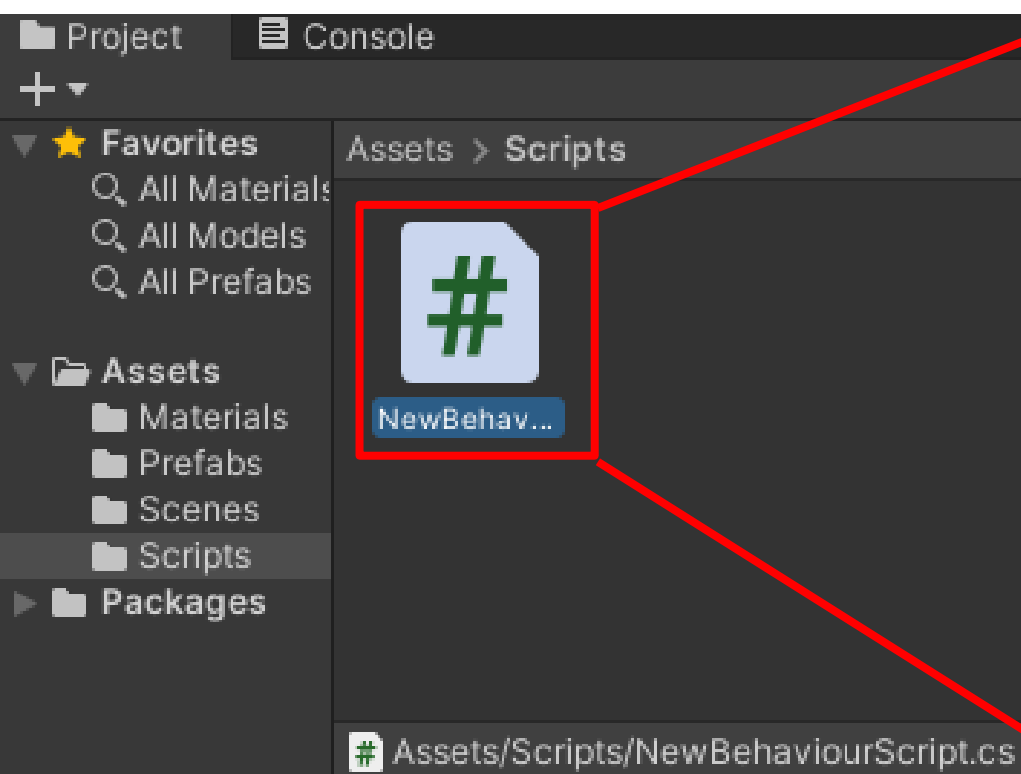 Project
Console
Favorites
All Materials
All Models
All Prefabs
Assets
Materials
Prefabs
Scenes
Scripts
Packages
Assets > Scripts
#
NewBehav...
# Assets/Scripts/NewBehaviourScript.cs